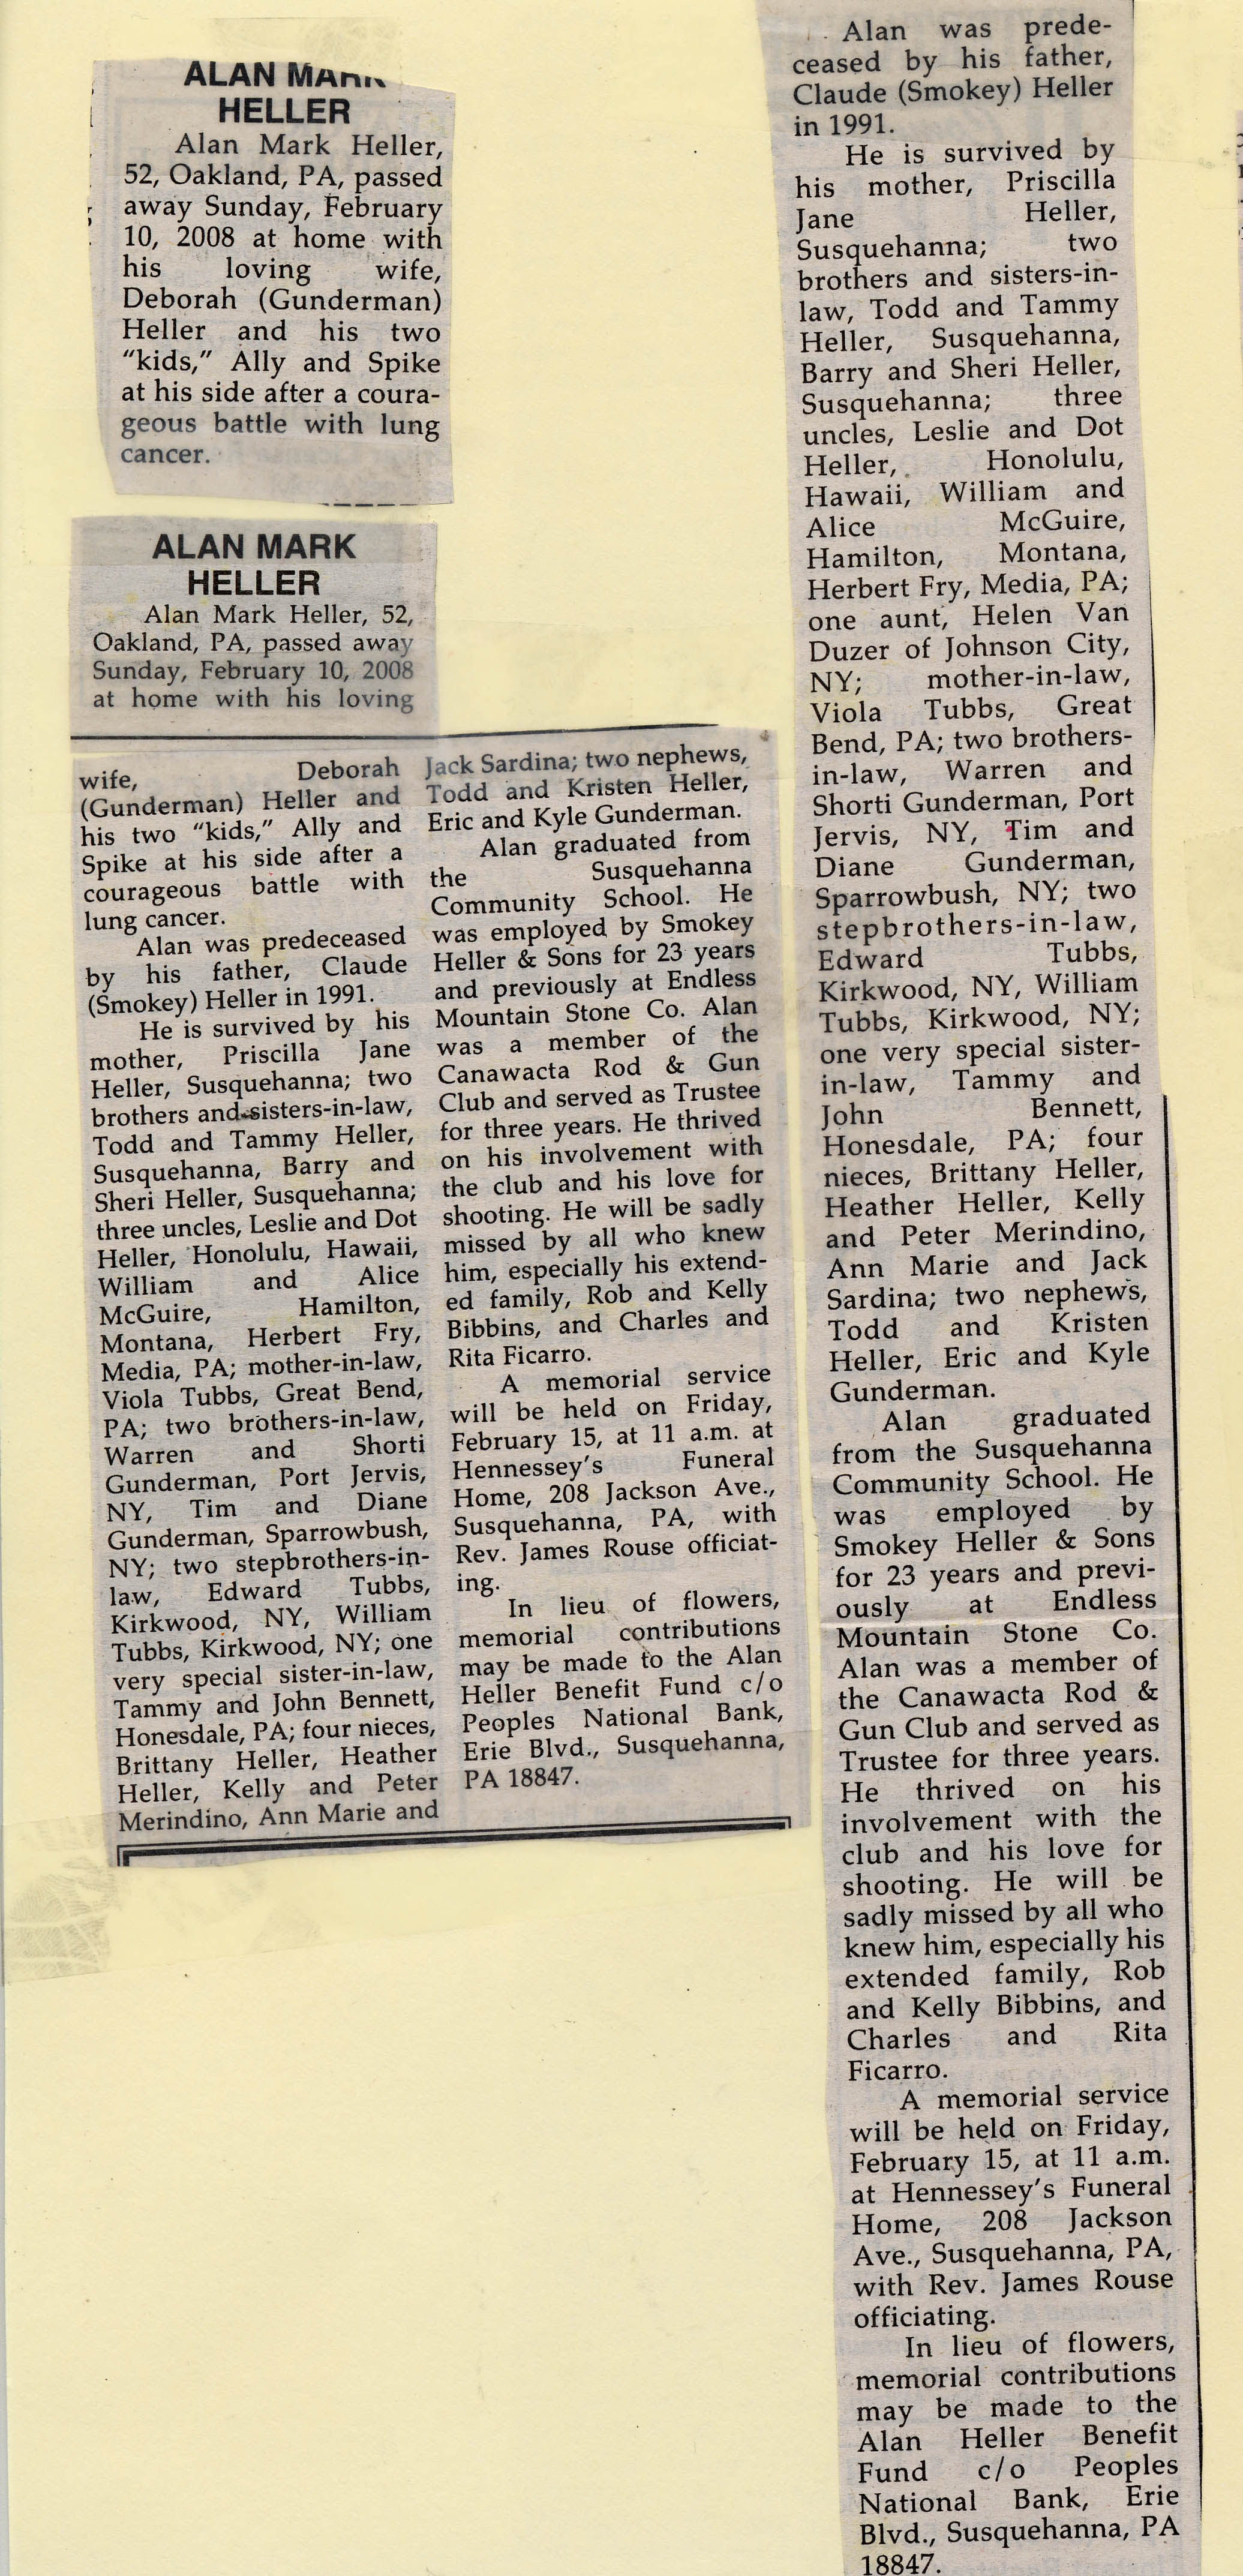 ALAN MARK
HELLER
Alan Mark Heller,
52, Oakland, PA, passed
away Sunday, February
10, 2008 at home with
his loving wife,
Deborah (Gunderman)
Heller and his two
“kids,” Ally and Spike
at his side after a coura-
geous battle with lung
cancer.
ALAN MARK
HELLER
Alan Mark Heller, 52,
Oakland, PA, passed away
Sunday, February 10, 2008
at home with his loving
wife, Deborah
(Gunderman) Heller and
his two “kids,” Ally and
Spike at his side after a
courageous battle with
lung cancer.
Alan was predeceased
by his father, Claude
(Smokey) Heller in 1991.
He is survived by his
mother, Priscilla Jane
Heller, Susquehanna; two
brothers and sisters-in-law,
Todd and Tammy Heller,
Susquehanna, Barry and
Sheri Heller, Susquehanna;
three uncles, Leslie and Dot
Heller, Honolulu, Hawaii,
William and Alice
McGuire, Hamilton,
Montana, Herbert Fry,
Media, PA; mother-in-law,
Viola Tubbs, Great Bend,
PA; two brothers-in-law,
Warren and Shorti
Gunderman, Port Jervis,
NY, Tim and Diane
Gunderman, Sparrowbush,
NY; two stepbrothers-in-
law, Edward Tubbs,
Kirkwood, NY, William
Tubbs, Kirkwood, NY; one
very special sister-in-law,
Tammy and John Bennett,
Honesdale, PA; four nieces,
Brittany Heller, Heather
Heller, Kelly and Peter
Merindino, Ann Marie and
Jack Sardina; two nephews,
Todd and Kristen Heller,
Eric and Kyle Gunderman.
Alan graduated from
the Susquehanna
Community School. He
was employed by Smokey
Heller & Sons for 23 years
and previously at Endless
Mountain Stone Co. Alan
was a member of the
Canawacta Rod & Gun
Club and served as Trustee
for three years. He thrived
on his involvement with
the club and his love for
shooting. He will be sadly
missed by all who knew
him, especially his extend-
ed family, Rob and Kelly
Bibbins, and Charles and
Rita Ficarro.
A memorial service
will be held on Friday,
February 15, at 11 a.m. at
Hennessey's Funeral
Home, 208 Jackson Ave.,
Susquehanna, PA, with
Rev. James Rouse officiat-
ing.
In lieu of flowers,
memorial contributions
may be made to the Alan
Heller Benefit Fund c/o
Peoples National Bank,
Erie Blvd., Susquehanna,
PA 18847.
Alan was prede-
ceased by his father,
Claude (Smokey) Heller
in 1991.
He is survived by
his mother, Priscilla
Jane Heller,
Susquehanna; two
brothers and sisters-in-
law, Todd and Tammy
Heller, Susquehanna,
Barry and Sheri Heller,
Susquehanna; three
uncles, Leslie and Dot
Heller, Honolulu,
Hawaii, William and
Alice McGuire,
Hamilton, Montana,
Herbert Fry, Media, PA;
one aunt, Helen Van
Duzer of Johnson City,
NY; mother-in-law,
Viola Tubbs, Great
Bend, PA; two brothers-
in-law, Warren and
Shorti Gunderman, Port
Jervis, NY, Tim and
Diane Gunderman,
Sparrowbush, NY; two
stepbrothers-in-law,
Edward Tubbs,
Kirkwood, NY, William
Tubbs, Kirkwood, NY;
one very special sister-
in-law, Tammy and
John Bennett,
Honesdale, PA; four
nieces, Brittany Heller,
Heather Heller, Kelly
and Peter Merindino,
Ann Marie and Jack
Sardina; two nephews,
Todd and Kristen
Heller, Eric and Kyle
Gunderman.
Alan graduated
from the Susquehanna
Community School. He
was employed by
Smokey Heller & Sons
for 23 years and previ-
ously at Endless
Mountain Stone Co.
Alan was a member of
the Canawacta Rod &
Gun Club and served as
Trustee for three years.
He thrived on his
involvement with the
club and his love for
shooting. He will be
sadly missed by all who
knew him, especially his
extended family, Rob
and Kelly Bibbins, and
Charles and Rita
Ficarro.
A memorial service
will be held on Friday,
February 15, at 11 a.m.
at Hennessey's Funeral
Home, 208 Jackson
Ave., Susquehanna, PA,
with Rev. James Rouse
officiating.
In lieu of flowers,
memorial contributions
may be made to the
Alan Heller Benefit
Fund c/o Peoples
National Bank, Erie
Blvd., Susquehanna, PA
18847.